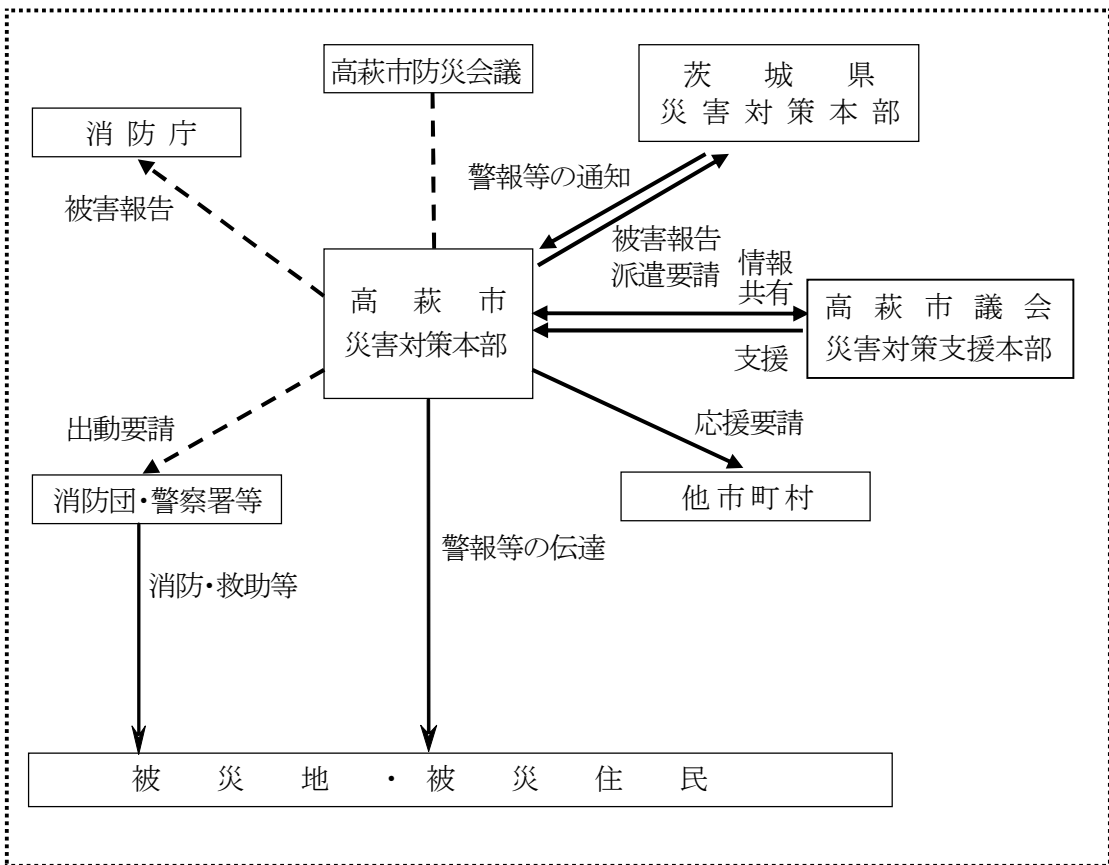 高萩市防災会議
茨城県
災害対策本部
消防庁
警報等の通知
被害報告
被害報告
派遣要請
情報
共有
高萩市
災害対策本部
高萩市議会
災害対策支援本部
支援
出動要請
応援要請
消防団・警察署等
他市町村
警報等の伝達
消防・救助等
被災地・被災住民